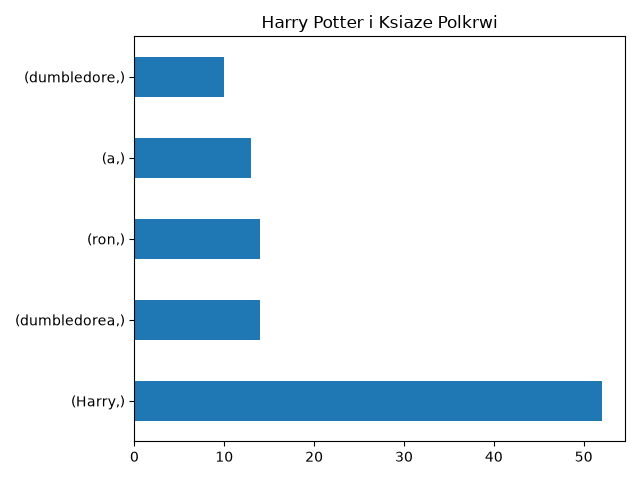 Harry Potter i Ksiaze Polkrwi
(dumbledore,)
(a,)
(ron,)
(dumbledorea,)
(Harry,)
0 10 20 30 40 50